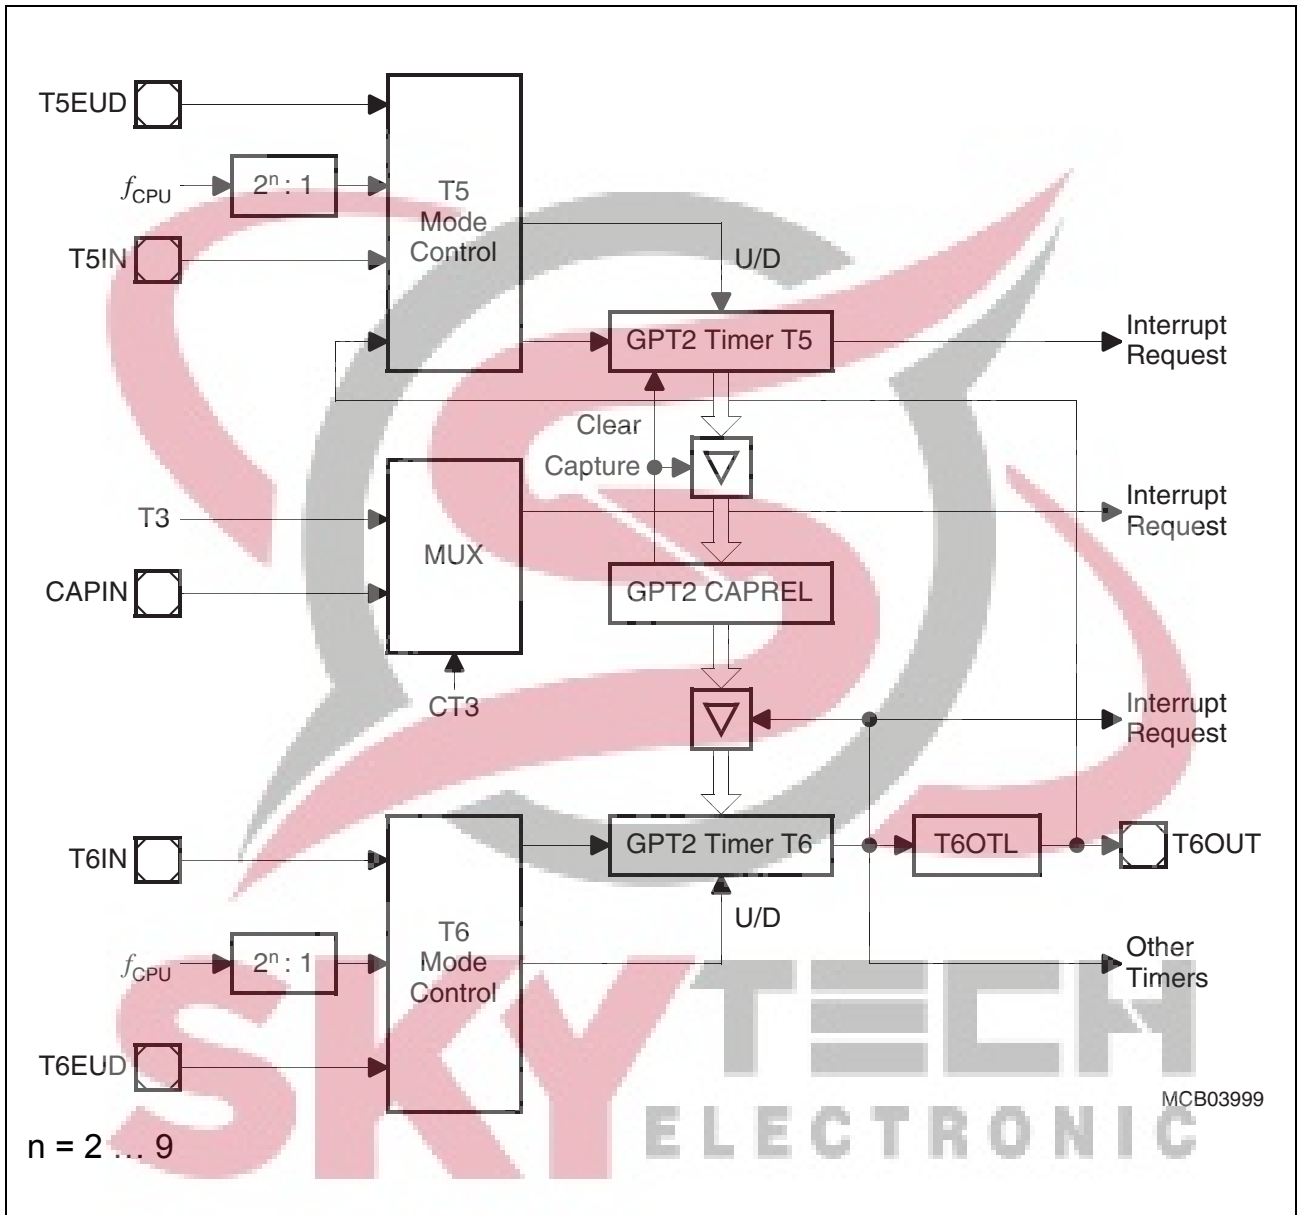 T5EUD
fCPU
2ⁿ : 1
T5IN
T5
Mode
Control
U/D
GPT2 Timer T5
Interrupt
Request
Clear
Capture
T3
MUX
CAPIN
CT3
Interrupt
Request
GPT2 CAPREL
Interrupt
Request
T6IN
GPT2 Timer T6
T6OTL
T6OUT
U/D
T6
Mode
Control
fCPU
2ⁿ : 1
Other
Timers
T6EUD
SKY TECH
ELECTRONIC
MCB03999
n = 2 … 9